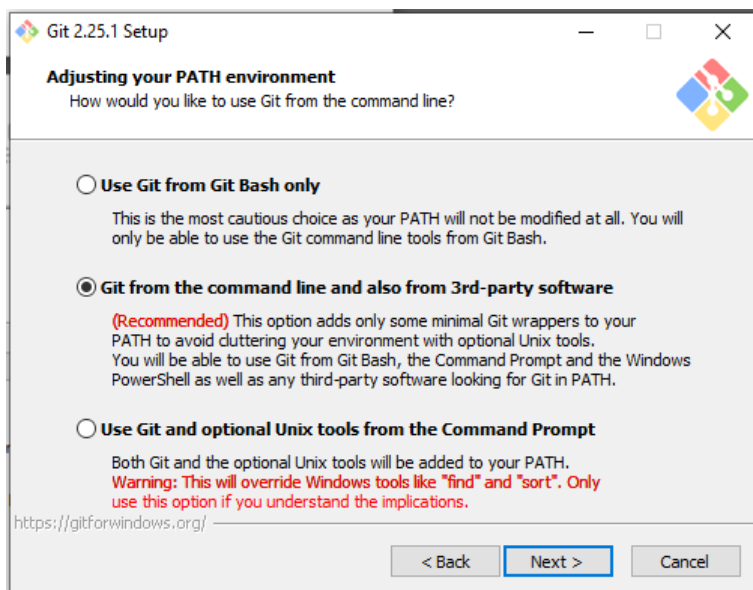 Git 2.25.1 Setup
Adjusting your PATH environment
How would you like to use Git from the command line?
Use Git from Git Bash only
This is the most cautious choice as your PATH will not be modified at all. You will
only be able to use the Git command line tools from Git Bash.
Git from the command line and also from 3rd-party software
(Recommended) This option adds only some minimal Git wrappers to your
PATH to avoid cluttering your environment with optional Unix tools.
You will be able to use Git from Git Bash, the Command Prompt and the Windows
PowerShell as well as any third-party software looking for Git in PATH.
Use Git and optional Unix tools from the Command Prompt
Both Git and the optional Unix tools will be added to your PATH.
Warning: This will override Windows tools like "find" and "sort". Only
use this option if you understand the implications.
https://gitforwindows.org/
< Back
Next >
Cancel